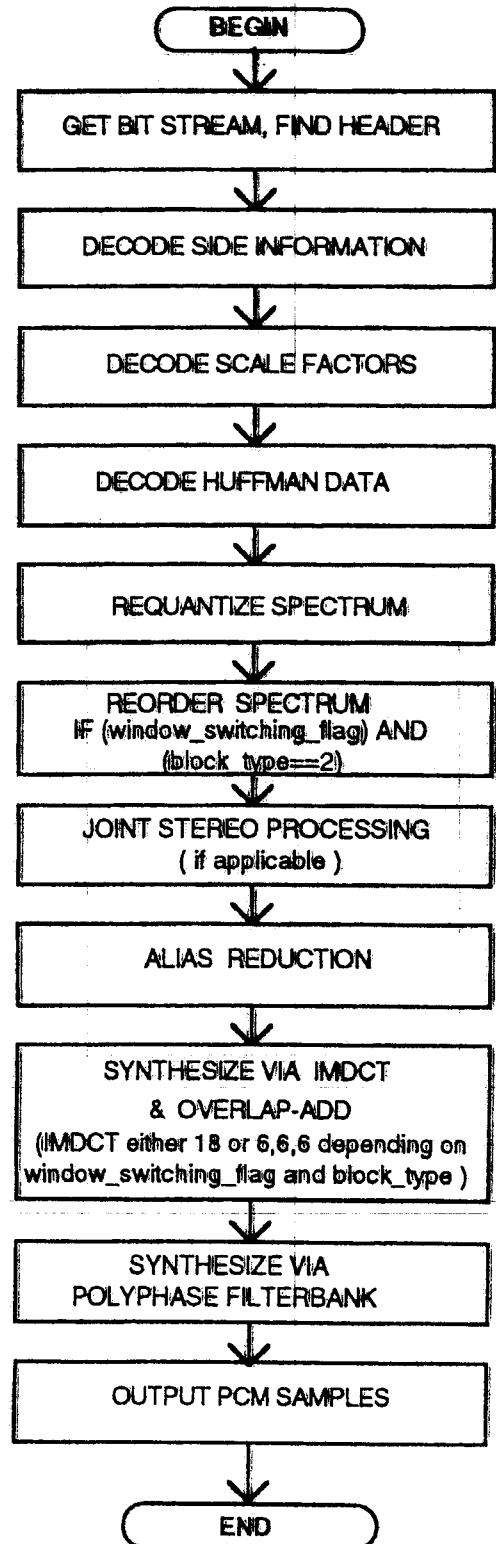 BEGIN
GET BIT STREAM, FIND HEADER
DECODE SIDE INFORMATION
DECODE SCALE FACTORS
DECODE HUFFMAN DATA
REQUANTIZE SPECTRUM
REORDER SPECTRUM
IF (window_switching_flag) AND
(block_type==2)
JOINT STEREO PROCESSING
( if applicable )
ALIAS REDUCTION
SYNTHESIZE VIA IMDCT
& OVERLAP-ADD
(IMDCT either 18 or 6,6,6 depending on
window_switching_flag and block_type )
SYNTHESIZE VIA
POLYPHASE FILTERBANK
OUTPUT PCM SAMPLES
END